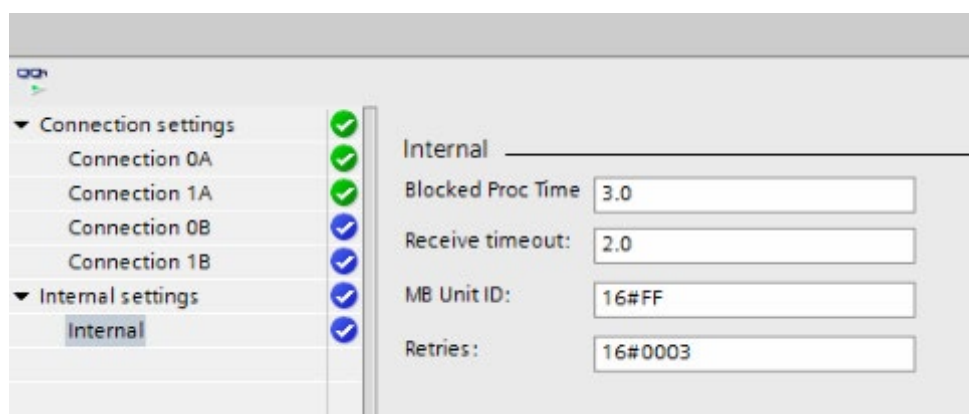 Connection settings
Connection 0A
Connection 1A
Connection 0B
Connection 1B
Internal settings
Internal
Internal
Blocked Proc Time 3.0
Receive timeout: 2.0
MB Unit ID: 16#FF
Retries: 16#0003